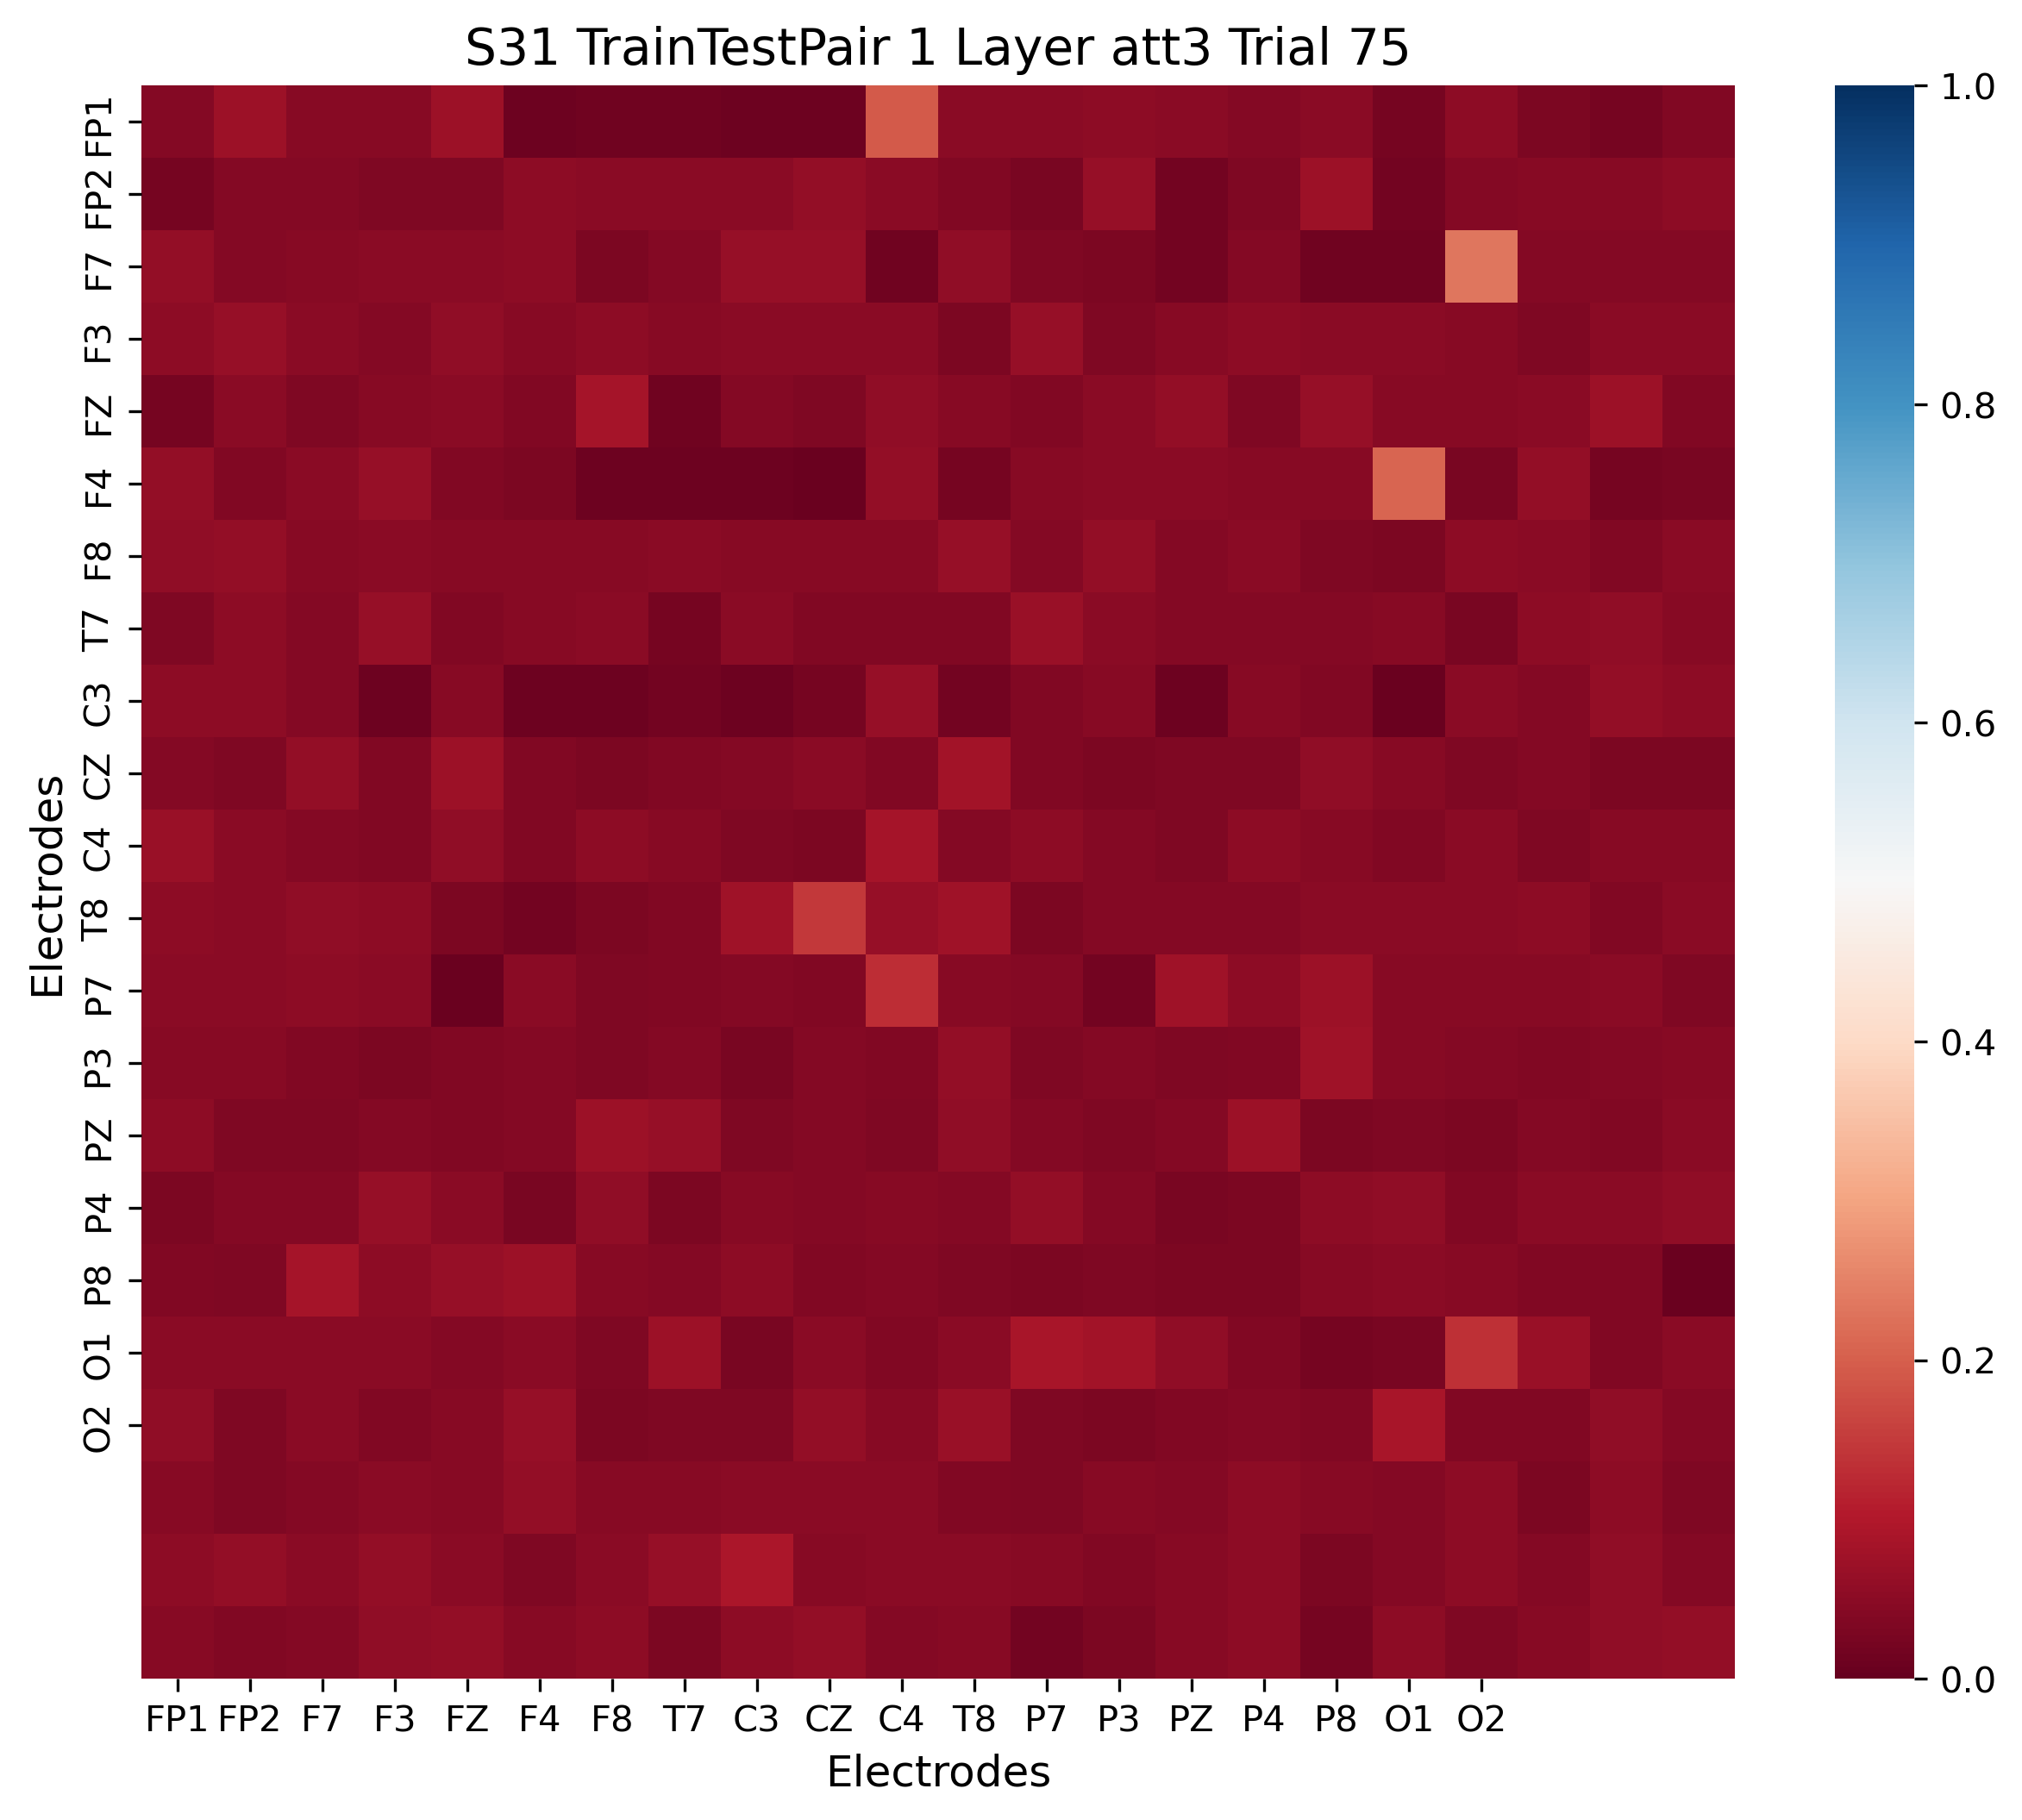 S31 TrainTestPair 1 Layer att3 Trial 75
Electrodes
FP1
FP2
F7
F3
FZ
F4
F8
T7
C3
CZ
C4
T8
P7
P3
PZ
P4
P8
O1
O2
FP1 FP2 F7 F3 FZ F4 F8 T7 C3 CZ C4 T8 P7 P3 PZ P4 P8 O1 O2
Electrodes
1.0
0.8
0.6
0.4
0.2
0.0